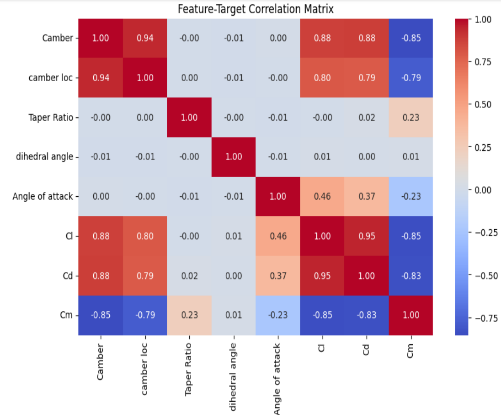 Feature-Target Correlation Matrix
Camber 1.00 0.94 -0.00 -0.01 0.00 0.88 0.88 -0.85
camber loc 0.94 1.00 0.00 -0.01 -0.00 0.80 0.79 -0.79
Taper Ratio -0.00 0.00 1.00 -0.00 -0.01 -0.00 0.02 0.23
dihedral angle -0.01 -0.01 -0.00 1.00 -0.01 0.01 0.00 0.01
Angle of attack 0.00 -0.00 -0.01 -0.01 1.00 0.46 0.37 -0.23
Cl 0.88 0.80 -0.00 0.01 0.46 1.00 0.95 -0.85
Cd 0.88 0.79 0.02 0.00 0.37 0.95 1.00 -0.83
Cm -0.85 -0.79 0.23 0.01 -0.23 -0.85 -0.83 1.00
Camber
camber loc
Taper Ratio
dihedral angle
Angle of attack
Cl
Cd
Cm
1.00
0.75
0.50
0.25
0.00
−0.25
−0.50
−0.75